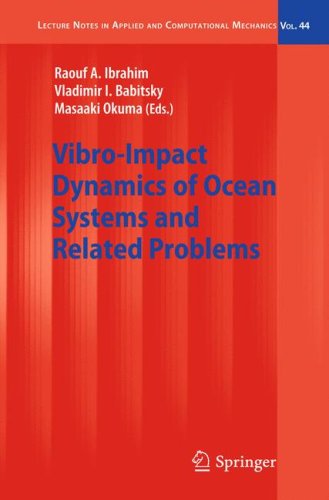 LECTURE NOTES IN APPLIED AND COMPUTATIONAL MECHANICS VOL. 44
Raouf A. Ibrahim
Vladimir I. Babitsky
Masaaki Okuma (Eds.)
Vibro-Impact
Dynamics of Ocean
Systems and
Related Problems
Springer